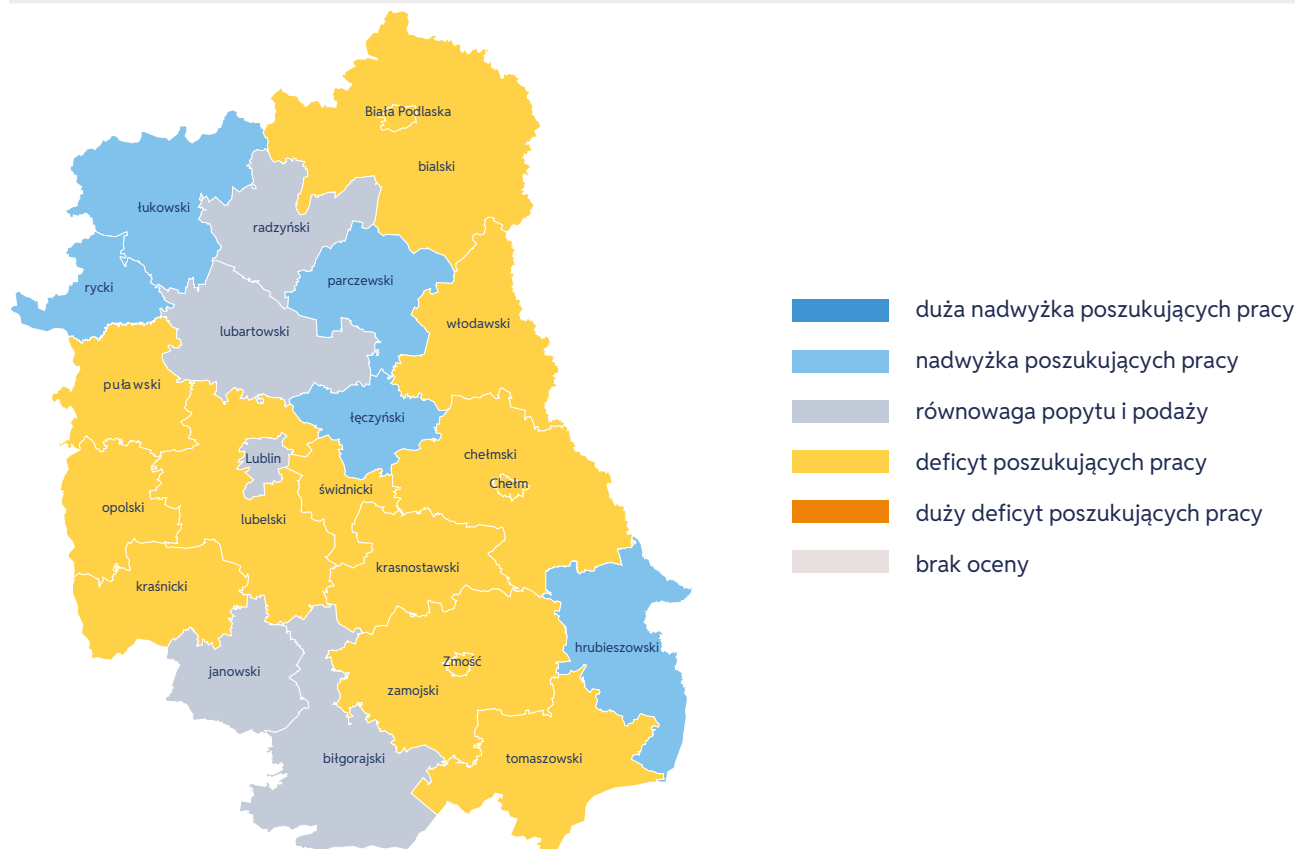 Biała Podlaska
bialski
łukowski
radzyński
rycki
parczewski
lubartowski
włodawski
puławski
łęczyński
Lublin
chełmski
Chełm
świdnicki
opolski
lubelski
krasnostawski
kraśnicki
hrubieszowski
janowski
Zmość
zamojski
biłgorajski
tomaszowski
duża nadwyżka poszukujących pracy
nadwyżka poszukujących pracy
równowaga popytu i podaży
deficyt poszukujących pracy
duży deficyt poszukujących pracy
brak oceny